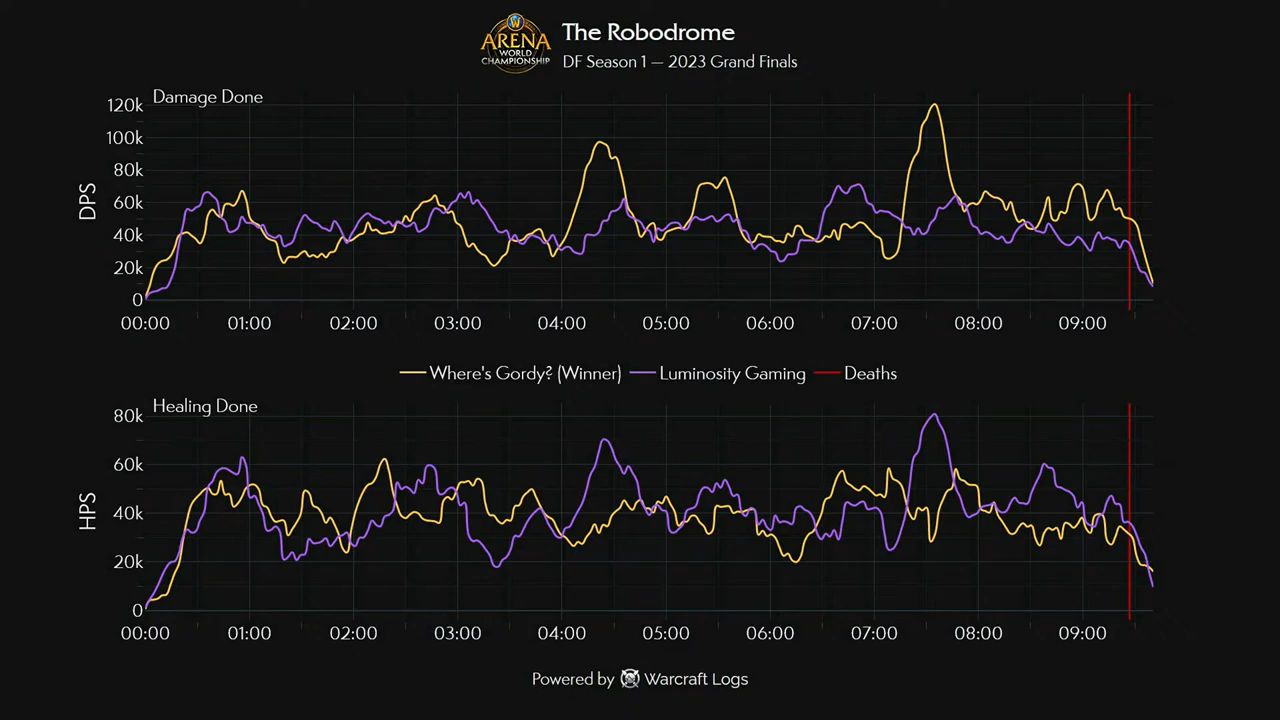 W
ARENA
WORLD
CHAMPIONSHIP
The Robodrome
DF Season 1 — 2023 Grand Finals
Damage Done
120k
100k
80k
60k
40k
20k
0
DPS
00:00 01:00 02:00 03:00 04:00 05:00 06:00 07:00 08:00 09:00
Where's Gordy? (Winner) Luminosity Gaming Deaths
Healing Done
80k
60k
40k
20k
0
HPS
00:00 01:00 02:00 03:00 04:00 05:00 06:00 07:00 08:00 09:00
Powered by Warcraft Logs